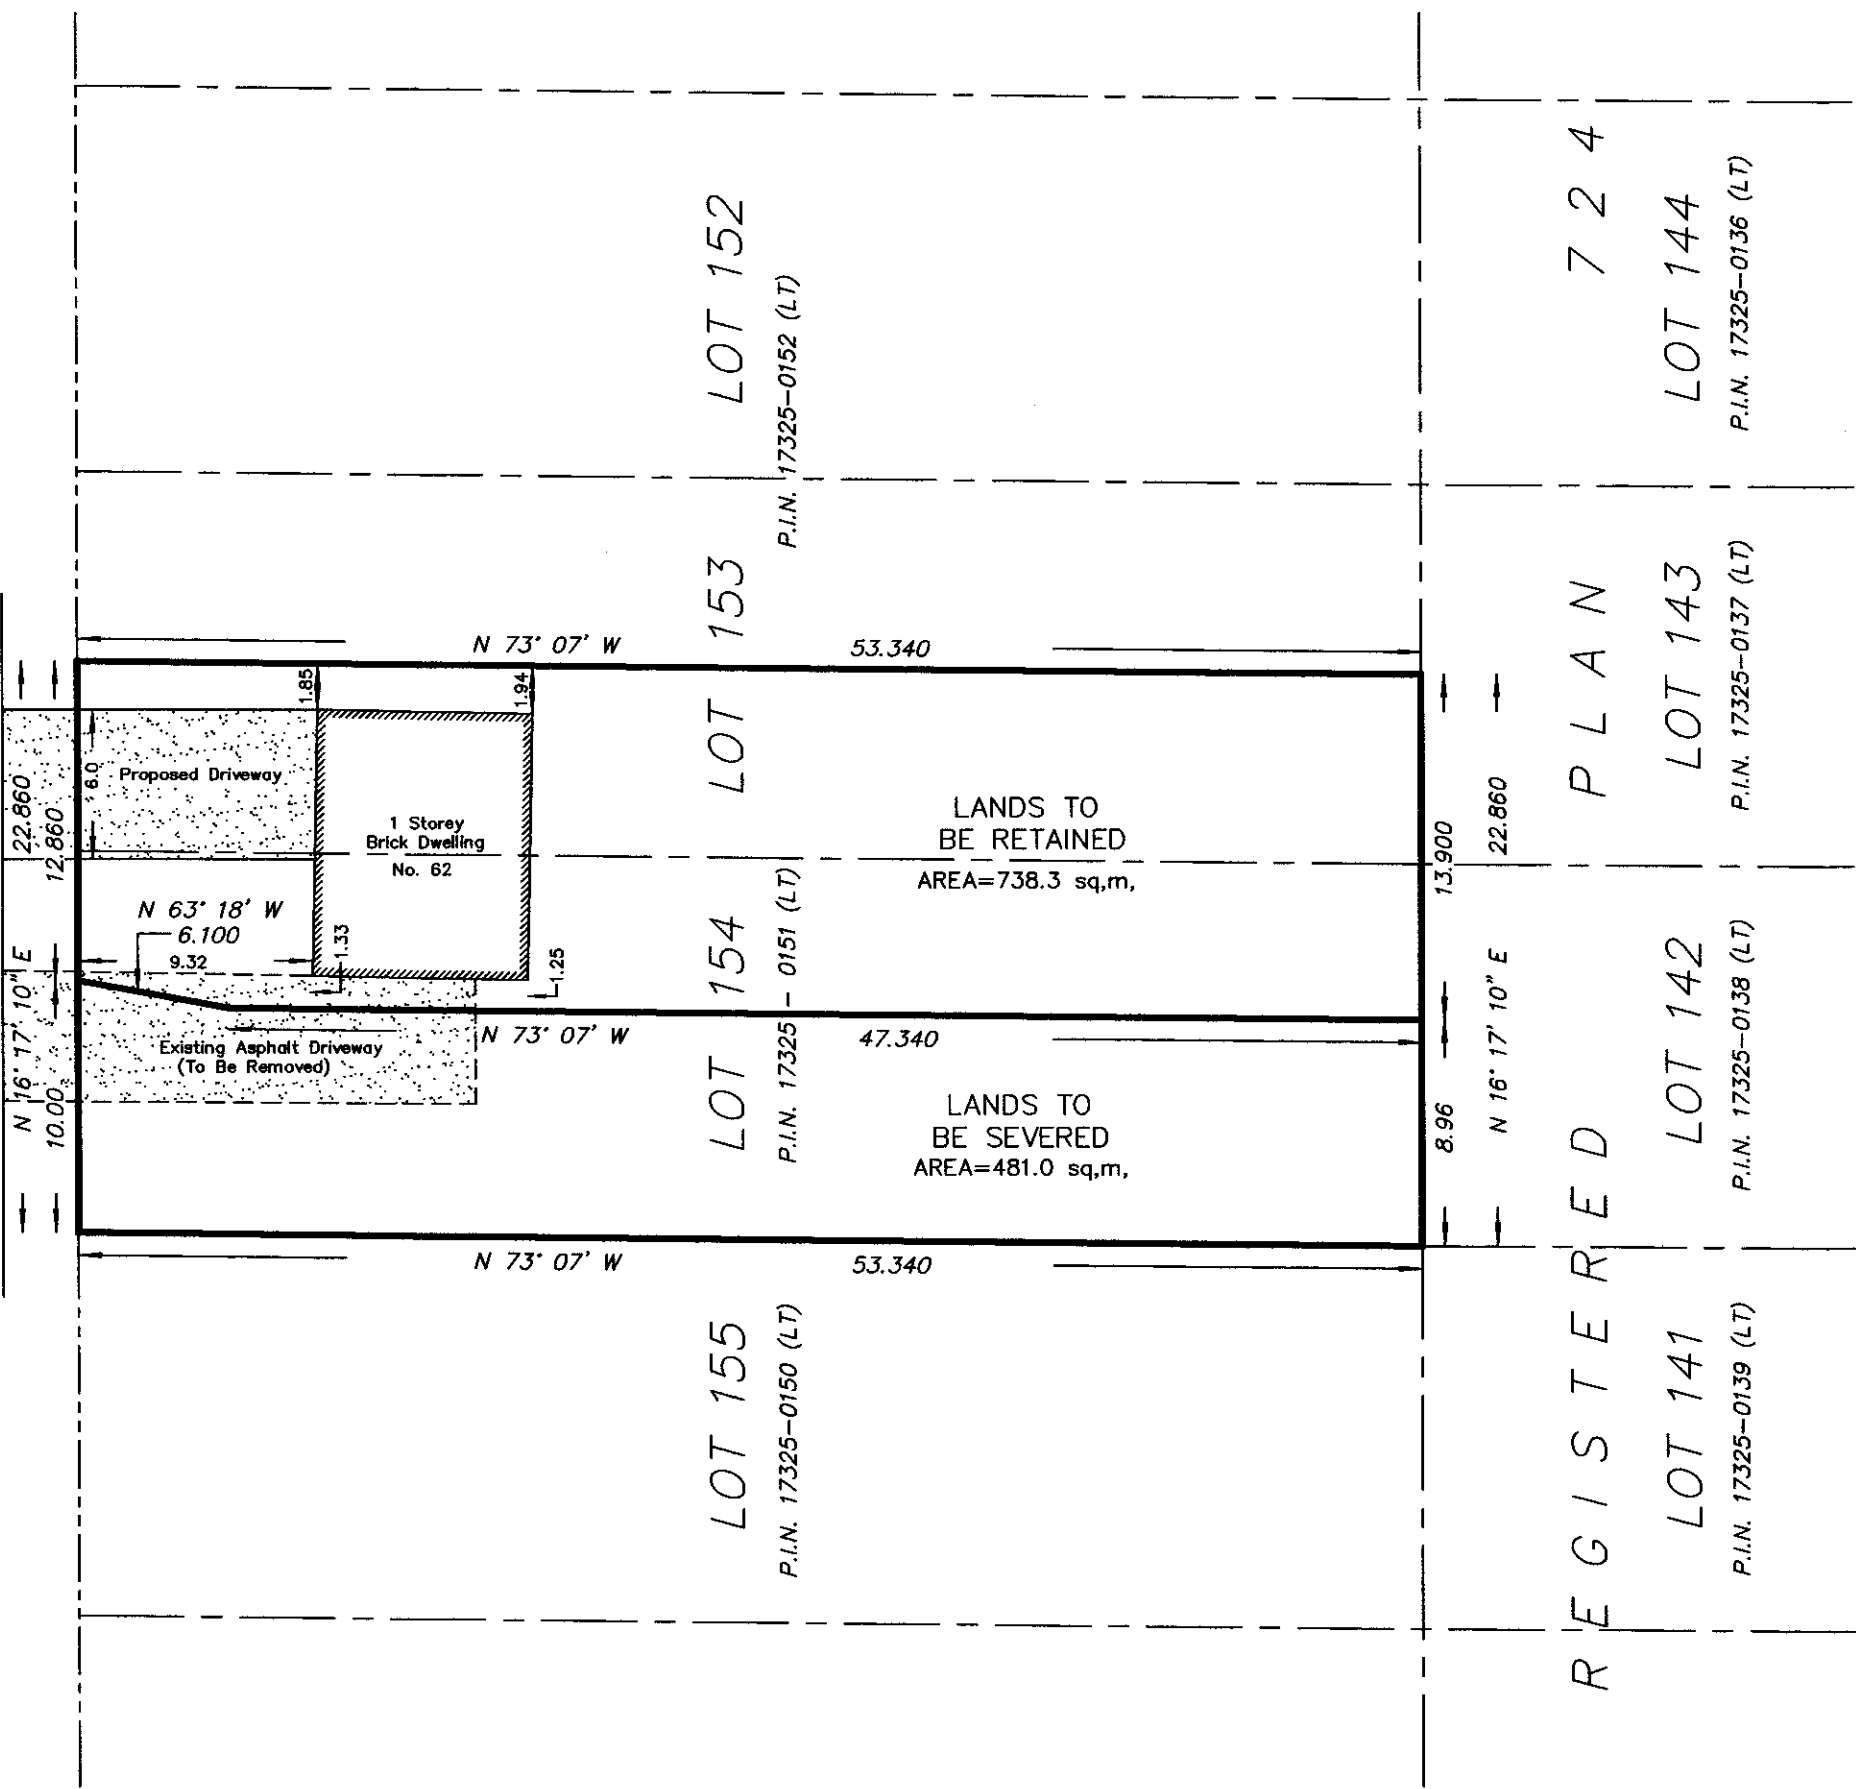 LOT 152
P.I.N. 17325-0152 (LT)
LOT 153
N 73° 07' W 53.340
1.85
1.94
22.860
12.860
6.0
Proposed Driveway
1 Storey
Brick Dwelling
No. 62
LANDS TO
BE RETAINED
AREA=738.3 sq,m,
13.900
22.860
N 63° 18' W
6.100
9.32
1.33
1.25
N 16° 17' 10" E
10.00
LOT 154
P.I.N. 17325 - 0151 (LT)
N 73° 07' W 47.340
Existing Asphalt Driveway
(To Be Removed)
LANDS TO
BE SEVERED
AREA=481.0 sq,m,
8.96
N 16° 17' 10" E
N 73° 07' W 53.340
LOT 155
P.I.N. 17325-0150 (LT)
REGISTERED PLAN 724
LOT 144
P.I.N. 17325-0136 (LT)
LOT 143
P.I.N. 17325-0137 (LT)
LOT 142
P.I.N. 17325-0138 (LT)
LOT 141
P.I.N. 17325-0139 (LT)